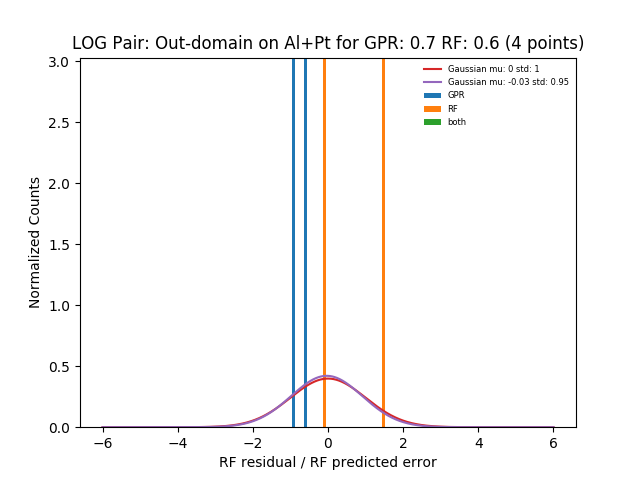 LOG Pair: Out-domain on Al+Pt for GPR: 0.7 RF: 0.6 (4 points)
Gaussian mu: 0 std: 1
Gaussian mu: -0.03 std: 0.95
GPR
RF
both
Normalized Counts
3.0
2.5
2.0
1.5
1.0
0.5
0.0
−6 −4 −2 0 2 4 6
RF residual / RF predicted error